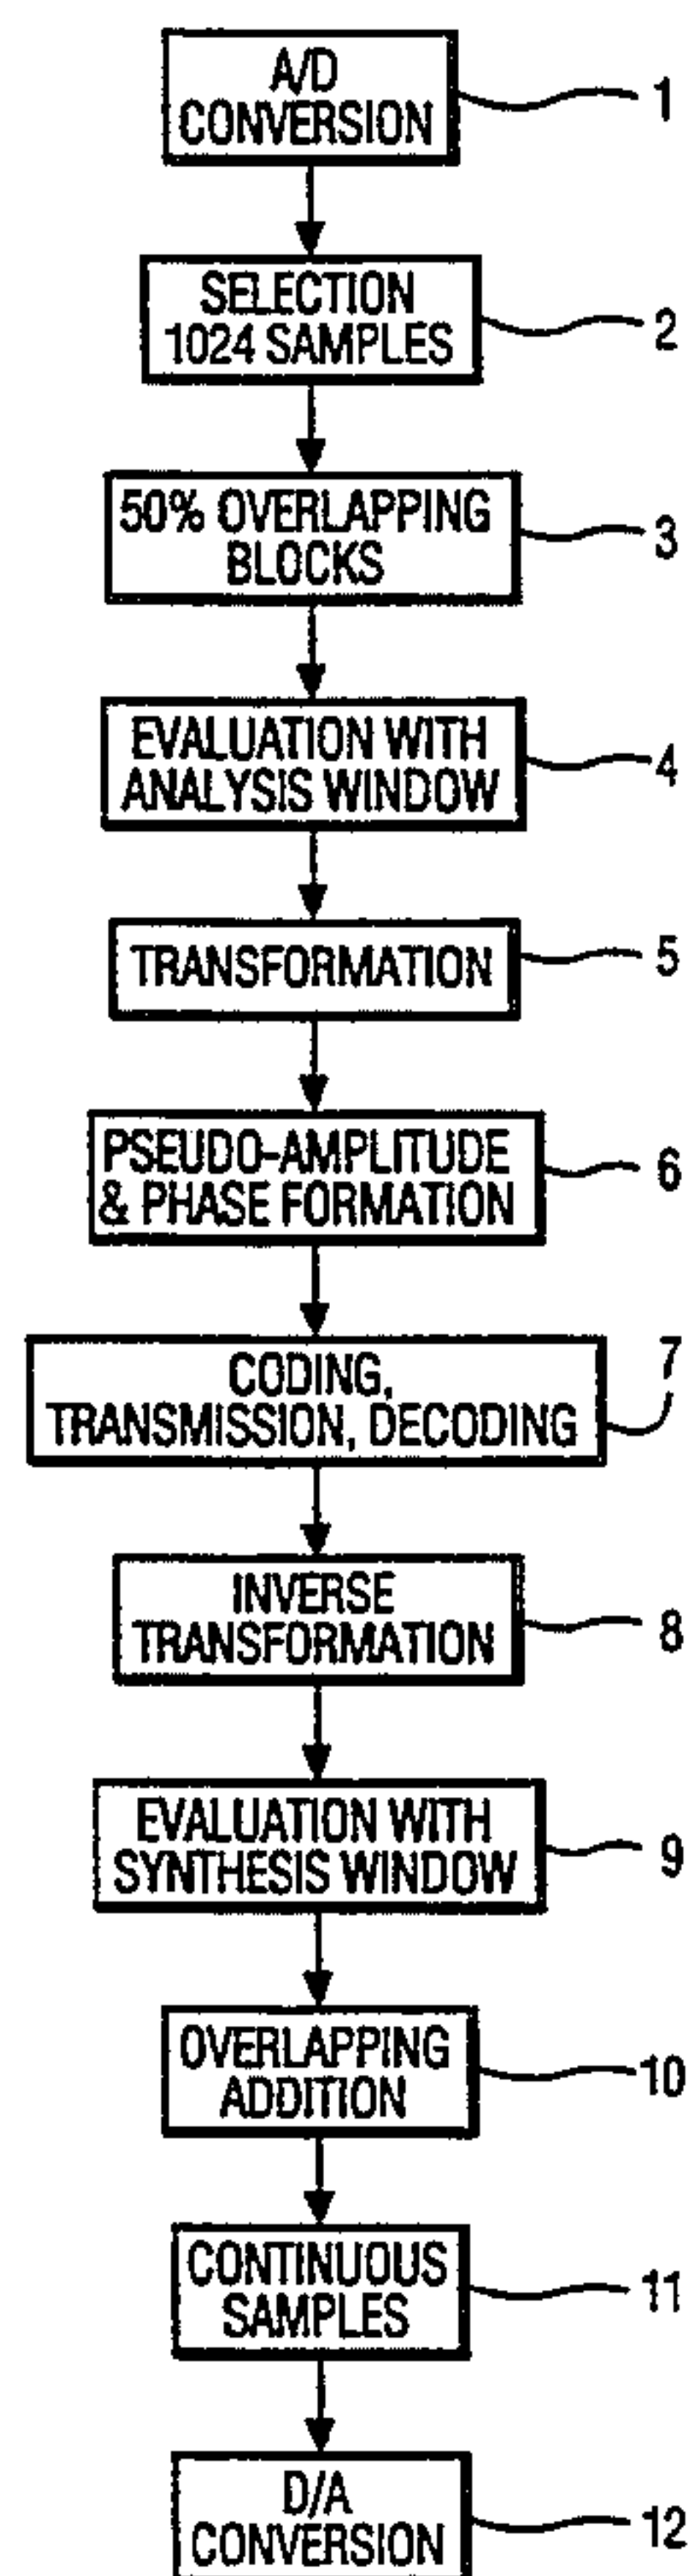 A/D
CONVERSION
1
SELECTION
1024 SAMPLES
2
50% OVERLAPPING
BLOCKS
3
EVALUATION WITH
ANALYSIS WINDOW
4
TRANSFORMATION
5
PSEUDO-AMPLITUDE
& PHASE FORMATION
6
CODING,
TRANSMISSION, DECODING
7
INVERSE
TRANSFORMATION
8
EVALUATION WITH
SYNTHESIS WINDOW
9
OVERLAPPING
ADDITION
10
CONTINUOUS
SAMPLES
11
D/A
CONVERSION
12